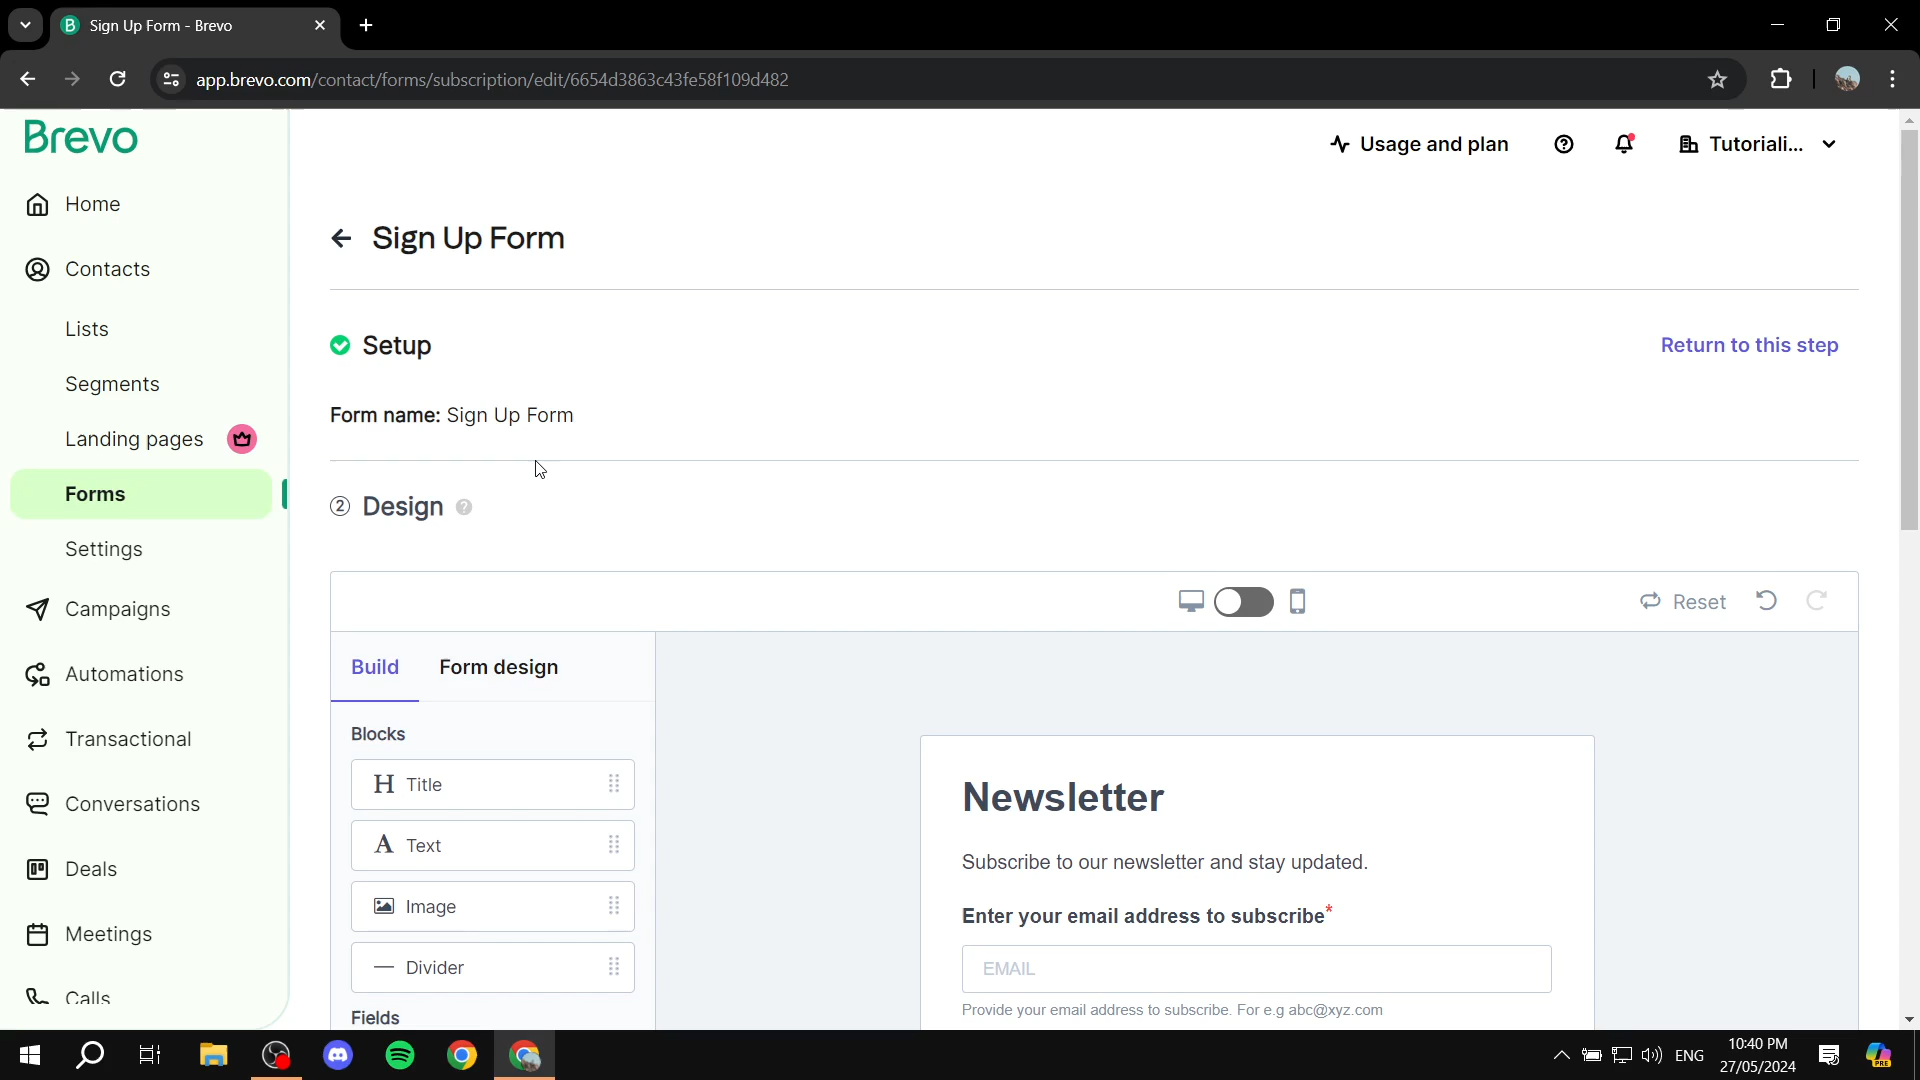 Sign Up Form - Brevo
app.brevo.com/contact/forms/subscription/edit/6654d3863c43fe58f109d482
Brevo
Usage and plan
Tutoriali...
Home
Contacts
Lists
Segments
Landing pages
Forms
Settings
Campaigns
Automations
Transactional
Conversations
Deals
Meetings
Calls
Sign Up Form
Setup
Return to this step
Form name: Sign Up Form
2 Design ?
Reset
Build
Form design
Blocks
H Title
A Text
Image
Divider
Fields
Newsletter
Subscribe to our newsletter and stay updated.
Enter your email address to subscribe*
EMAIL
Provide your email address to subscribe. For e.g abc@xyz.com
ENG
10:40 PM
27/05/2024
PRE